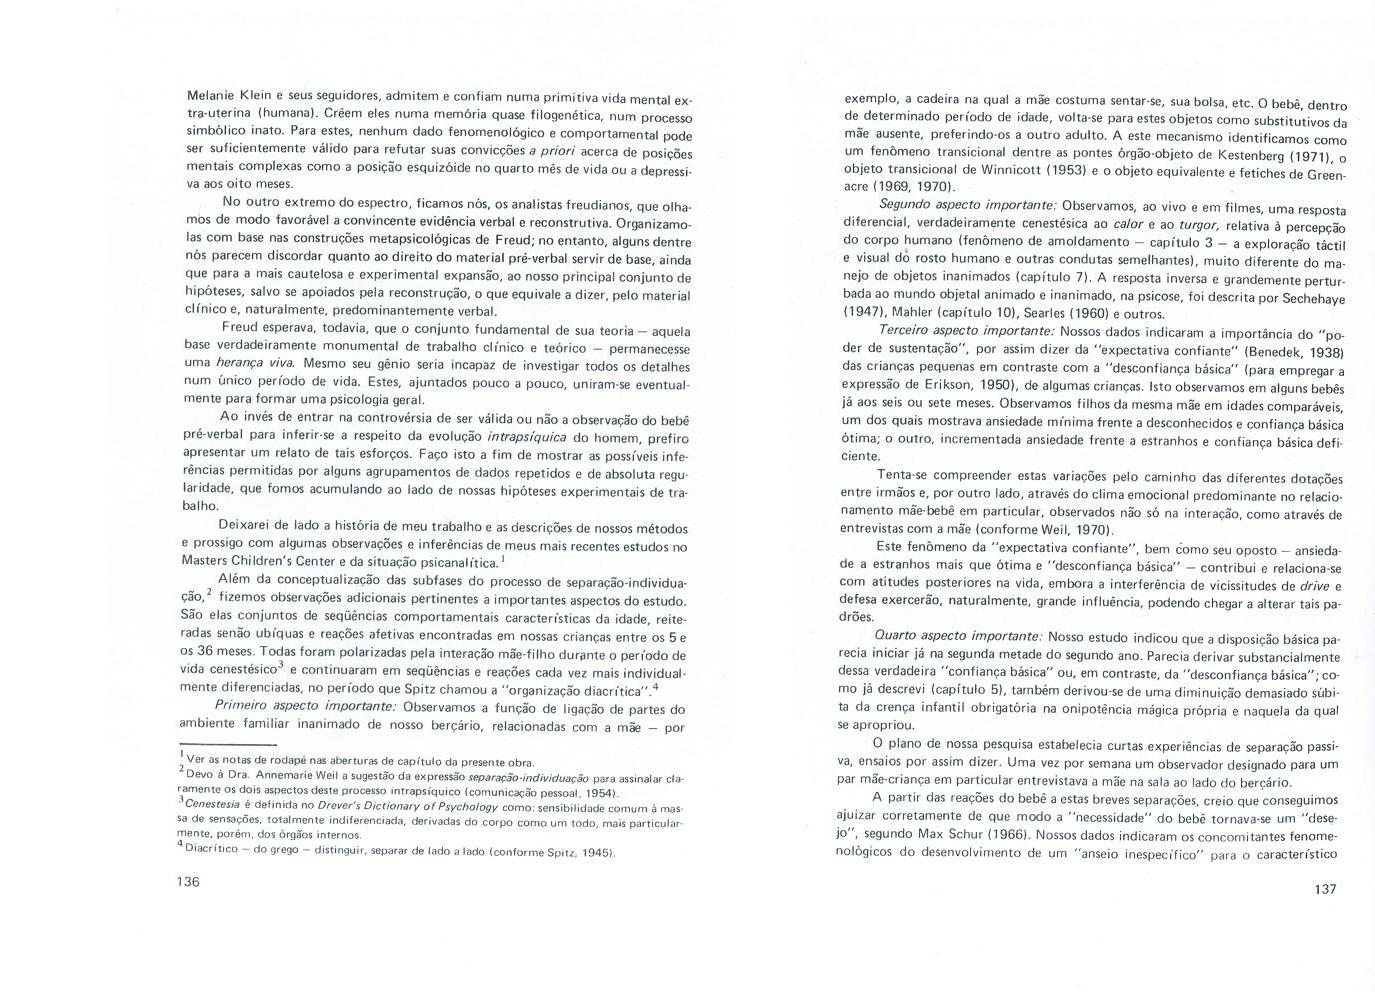 Melanie Klein e seus seguidores, admitem e confiam numa primitiva vida mental ex-
tra-uterina (humana). Crêem eles numa memória quase filogenética, num processo
simbólico inato. Para estes, nenhum dado fenomenológico e comportamental pode
ser suficientemente válido para refutar suas convicções a priori acerca de posições
mentais complexas como a posição esquizóide no quarto mês de vida ou a depressi-
va aos oito meses.
No outro extremo do espectro, ficamos nós, os analistas freudianos, que olha-
mos de modo favorável a convincente evidência verbal e reconstrutiva. Organizamo-
las com base nas construções metapsicológicas de Freud; no entanto, alguns dentre
nós parecem discordar quanto ao direito do material pré-verbal servir de base, ainda
que para a mais cautelosa e experimental expansão, ao nosso principal conjunto de
hipóteses, salvo se apoiados pela reconstrução, o que equivale a dizer, pelo material
clínico e, naturalmente, predominantemente verbal.
Freud esperava, todavia, que o conjunto fundamental de sua teoria — aquela
base verdadeiramente monumental de trabalho clínico e teórico — permanecesse
uma herança viva. Mesmo seu gênio seria incapaz de investigar todos os detalhes
num único período de vida. Estes, ajuntados pouco a pouco, uniram-se eventual-
mente para formar uma psicologia geral.
Ao invés de entrar na controvérsia de ser válida ou não a observação do bebê
pré-verbal para inferir-se a respeito da evolução intrapsíquica do homem, prefiro
apresentar um relato de tais esforços. Faço isto a fim de mostrar as possíveis infe-
rências permitidas por alguns agrupamentos de dados repetidos e de absoluta regu-
laridade, que fomos acumulando ao lado de nossas hipóteses experimentais de tra-
balho.
Deixarei de lado a história de meu trabalho e as descrições de nossos métodos
e prossigo com algumas observações e inferências de meus mais recentes estudos no
Masters Children's Center e da situação psicanalítica.¹
Além da conceptualização das subfases do processo de separação-individua-
ção,² fizemos observações adicionais pertinentes a importantes aspectos do estudo.
São elas conjuntos de seqüências comportamentais características da idade, reite-
radas senão ubíquas e reações afetivas encontradas em nossas crianças entre os 5 e
os 36 meses. Todas foram polarizadas pela interação mãe-filho durante o período de
vida cenestésico³ e continuaram em seqüências e reações cada vez mais individual-
mente diferenciadas, no período que Spitz chamou a "organização diacrítica".⁴
Primeiro aspecto importante: Observamos a função de ligação de partes do
ambiente familiar inanimado de nosso berçário, relacionadas com a mãe — por
¹ Ver as notas de rodapé nas aberturas de capítulo da presente obra.
² Devo à Dra. Annemarie Weil a sugestão da expressão separação-individuação para assinalar cla-
ramente os dois aspectos deste processo intrapsíquico (comunicação pessoal, 1954).
³ Cenestesia é definida no Drever's Dictionary of Psychology como: sensibilidade comum à mas-
sa de sensações, totalmente indiferenciada, derivadas do corpo como um todo, mais particular-
mente, porém, dos órgãos internos.
⁴ Diacrítico — do grego — distinguir, separar de lado a lado (conforme Spitz, 1945).
136
exemplo, a cadeira na qual a mãe costuma sentar-se, sua bolsa, etc. O bebê, dentro
de determinado período de idade, volta-se para estes objetos como substitutivos da
mãe ausente, preferindo-os a outro adulto. A este mecanismo identificamos como
um fenômeno transicional dentre as pontes órgão-objeto de Kestenberg (1971), o
objeto transicional de Winnicott (1953) e o objeto equivalente e fetiches de Green-
acre (1969, 1970).
Segundo aspecto importante: Observamos, ao vivo e em filmes, uma resposta
diferencial, verdadeiramente cenestésica ao calor e ao turgor, relativa à percepção
do corpo humano (fenômeno de amoldamento — capítulo 3 — a exploração táctil
e visual do rosto humano e outras condutas semelhantes), muito diferente do ma-
nejo de objetos inanimados (capítulo 7). A resposta inversa e grandemente pertur-
bada ao mundo objetal animado e inanimado, na psicose, foi descrita por Sechehaye
(1947), Mahler (capítulo 10), Searles (1960) e outros.
Terceiro aspecto importante: Nossos dados indicaram a importância do "po-
der de sustentação", por assim dizer da "expectativa confiante" (Benedek, 1938)
das crianças pequenas em contraste com a "desconfiança básica" (para empregar a
expressão de Erikson, 1950), de algumas crianças. Isto observamos em alguns bebês
já aos seis ou sete meses. Observamos filhos da mesma mãe em idades comparáveis,
um dos quais mostrava ansiedade mínima frente a desconhecidos e confiança básica
ótima; o outro, incrementada ansiedade frente a estranhos e confiança básica defi-
ciente.
Tenta-se compreender estas variações pelo caminho das diferentes dotações
entre irmãos e, por outro lado, através do clima emocional predominante no relacio-
namento mãe-bebê em particular, observados não só na interação, como através de
entrevistas com a mãe (conforme Weil, 1970).
Este fenômeno da "expectativa confiante", bem como seu oposto — ansieda-
de a estranhos mais que ótima e "desconfiança básica" — contribui e relaciona-se
com atitudes posteriores na vida, embora a interferência de vicissitudes de drive e
defesa exercerão, naturalmente, grande influência, podendo chegar a alterar tais pa-
drões.
Quarto aspecto importante: Nosso estudo indicou que a disposição básica pa-
recia iniciar já na segunda metade do segundo ano. Parecia derivar substancialmente
dessa verdadeira "confiança básica" ou, em contraste, da "desconfiança básica"; co-
mo já descrevi (capítulo 5), também derivou-se de uma diminuição demasiado súbi-
ta da crença infantil obrigatória na onipotência mágica própria e naquela da qual
se apropriou.
O plano de nossa pesquisa estabelecia curtas experiências de separação passi-
va, ensaios por assim dizer. Uma vez por semana um observador designado para um
par mãe-criança em particular entrevistava a mãe na sala ao lado do berçário.
A partir das reações do bebê a estas breves separações, creio que conseguimos
ajuizar corretamente de que modo a "necessidade" do bebê tornava-se um "dese-
jo", segundo Max Schur (1966). Nossos dados indicaram os concomitantes fenome-
nológicos do desenvolvimento de um "anseio inespecífico" para o característico
137